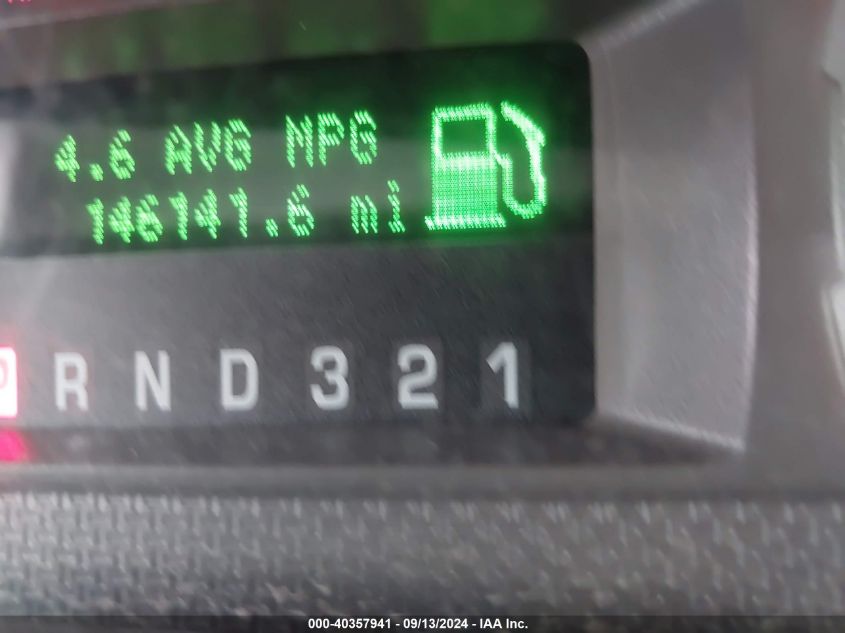 4.6 AVG MPG
146141.6 mi
P R N D 3 2 1
000-40357941 - 09/13/2024 - IAA Inc.